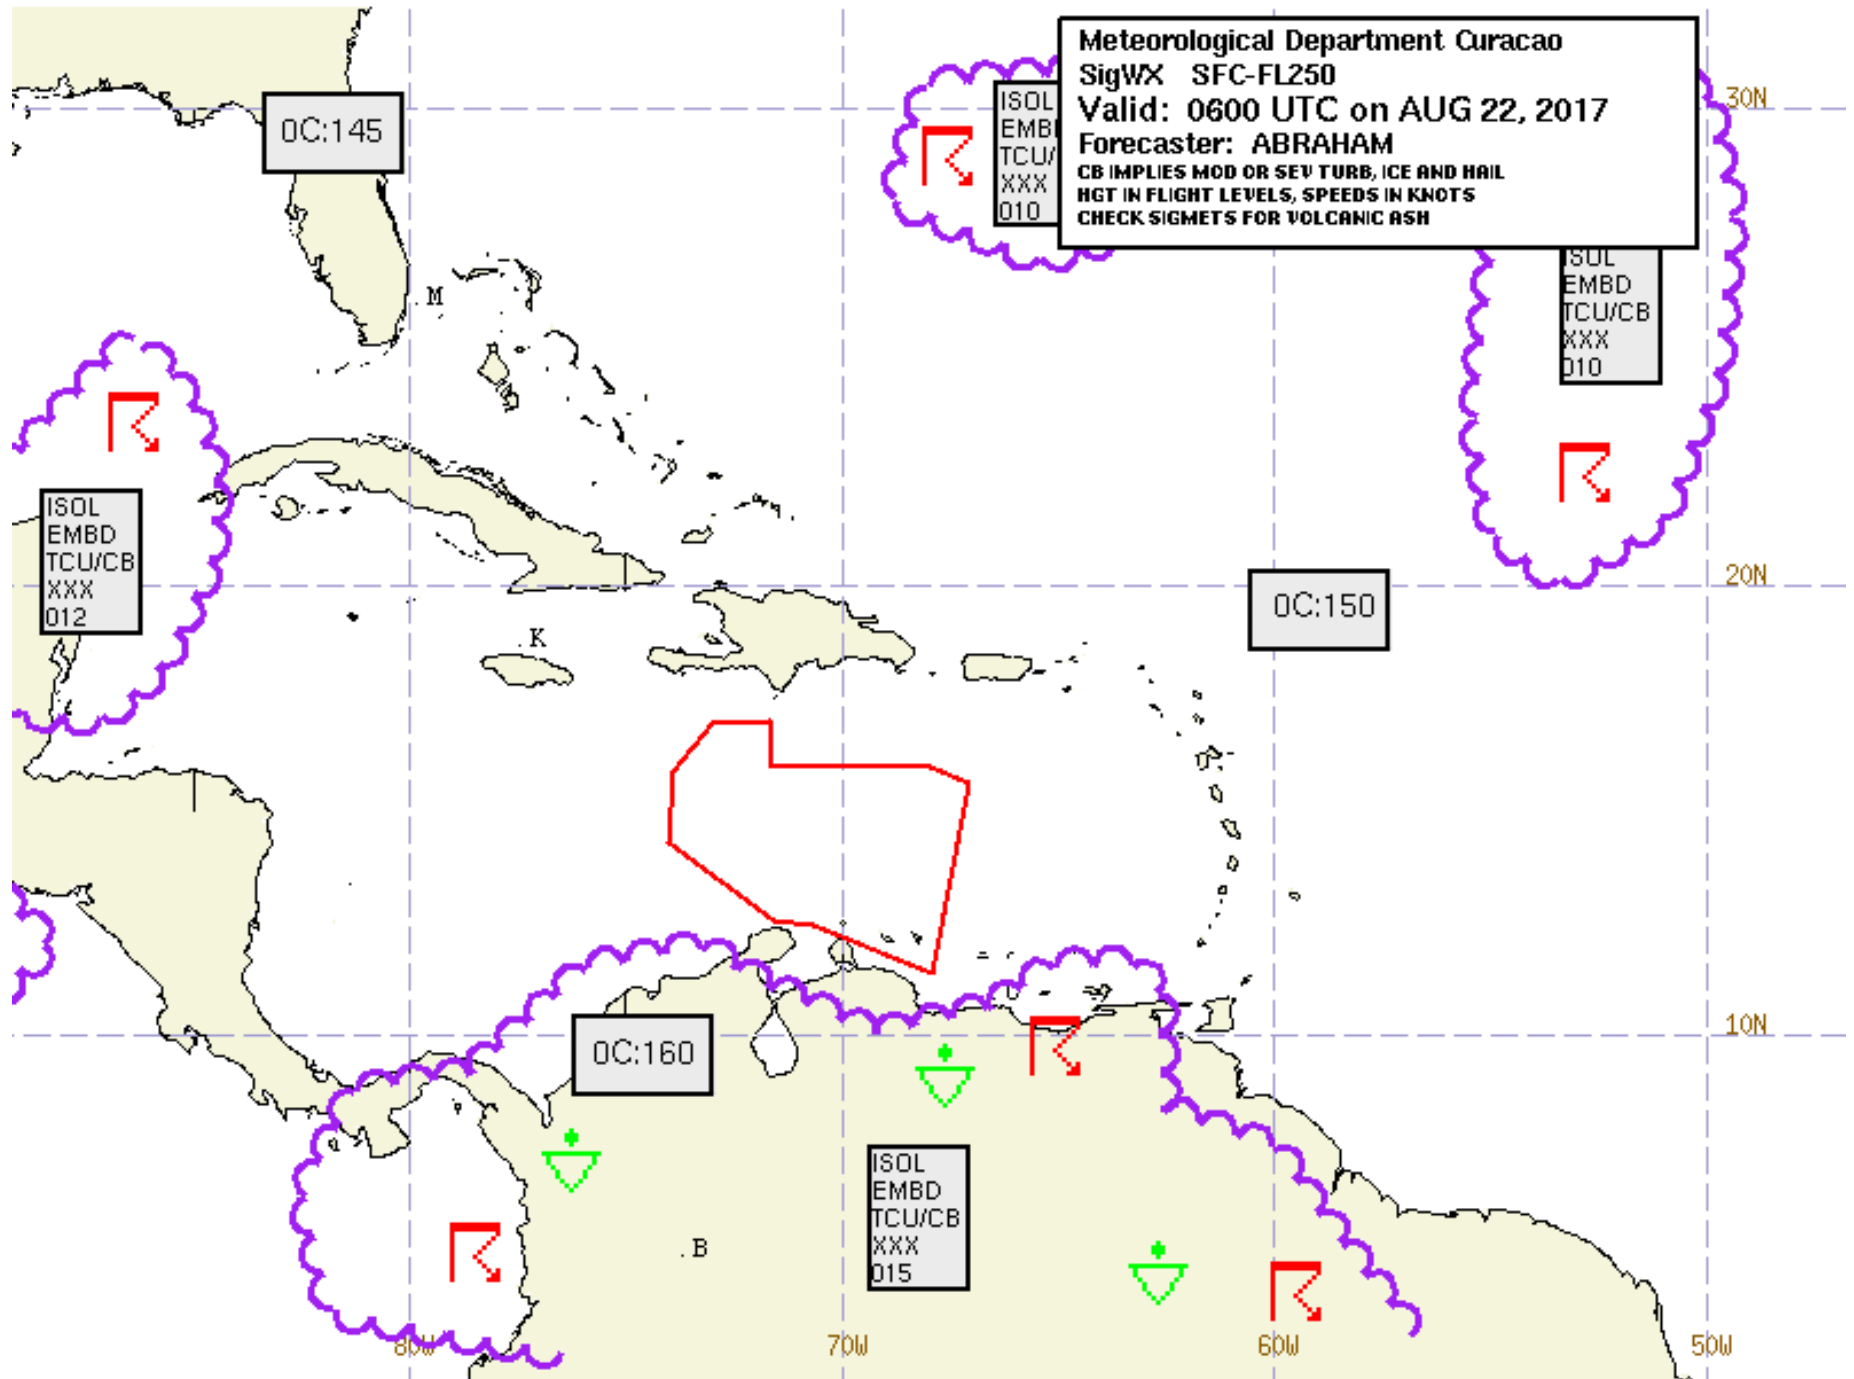 Meteorological Department Curacao
SigWX SFC-FL250
Valid: 0600 UTC on AUG 22, 2017
Forecaster: ABRAHAM
CB IMPLIES MOD OR SEV TURB, ICE AND HAIL
HGT IN FLIGHT LEVELS, SPEEDS IN KNOTS
CHECK SIGMETS FOR VOLCANIC ASH
30N
0C:145
ISOL
EMB
TCU/
XXX
010
ISOL
EMBD
TCU/CB
XXX
010
M
ISOL
EMBD
TCU/CB
XXX
012
20N
0C:150
K
10N
0C:160
ISOL
EMBD
TCU/CB
XXX
015
B
80W
70W
60W
50W